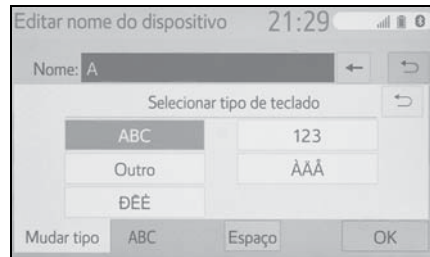 Editar nome do dispositivo 21:29
Nome: A
Selecionar tipo de teclado
ABC 123
Outro ÀÄÂ
ÐÊĖ
Mudar tipo ABC Espaço OK